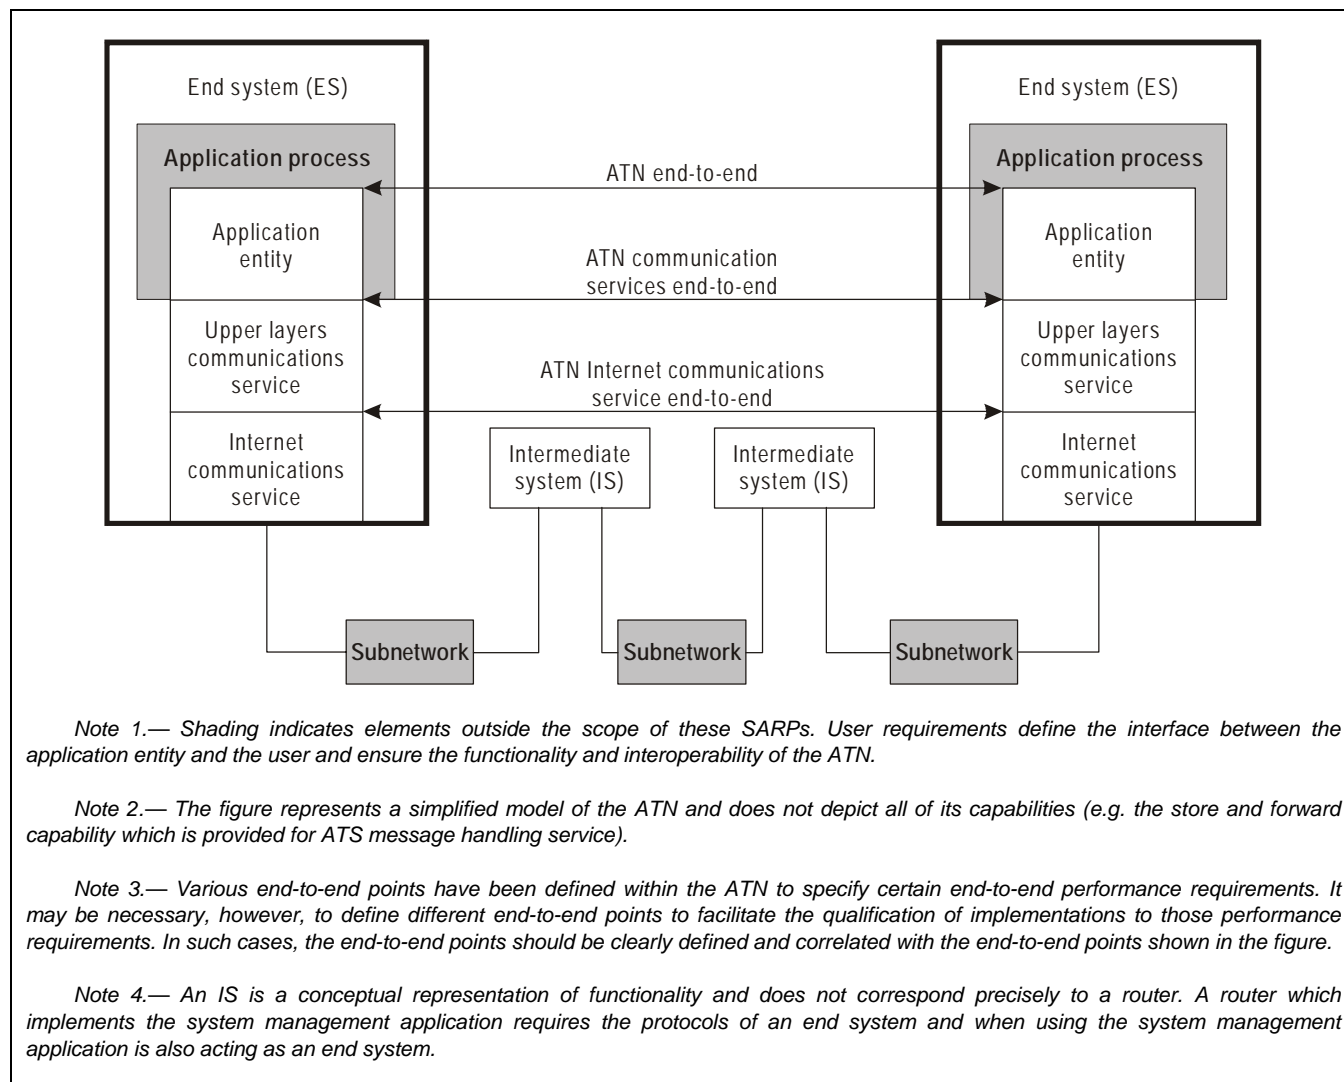 End system (ES)
End system (ES)
Application process
Application process
ATN end-to-end
Application
entity
Application
entity
ATN communication
services end-to-end
Upper layers
communications
service
Upper layers
communications
service
ATN Internet communications
service end-to-end
Internet
communications
service
Intermediate
system (IS)
Intermediate
system (IS)
Internet
communications
service
Subnetwork
Subnetwork
Subnetwork
Note 1.— Shading indicates elements outside the scope of these SARPs. User requirements define the interface between the
application entity and the user and ensure the functionality and interoperability of the ATN.
Note 2.— The figure represents a simplified model of the ATN and does not depict all of its capabilities (e.g. the store and forward
capability which is provided for ATS message handling service).
Note 3.— Various end-to-end points have been defined within the ATN to specify certain end-to-end performance requirements. It
may be necessary, however, to define different end-to-end points to facilitate the qualification of implementations to those performance
requirements. In such cases, the end-to-end points should be clearly defined and correlated with the end-to-end points shown in the figure.
Note 4.— An IS is a conceptual representation of functionality and does not correspond precisely to a router. A router which
implements the system management application requires the protocols of an end system and when using the system management
application is also acting as an end system.